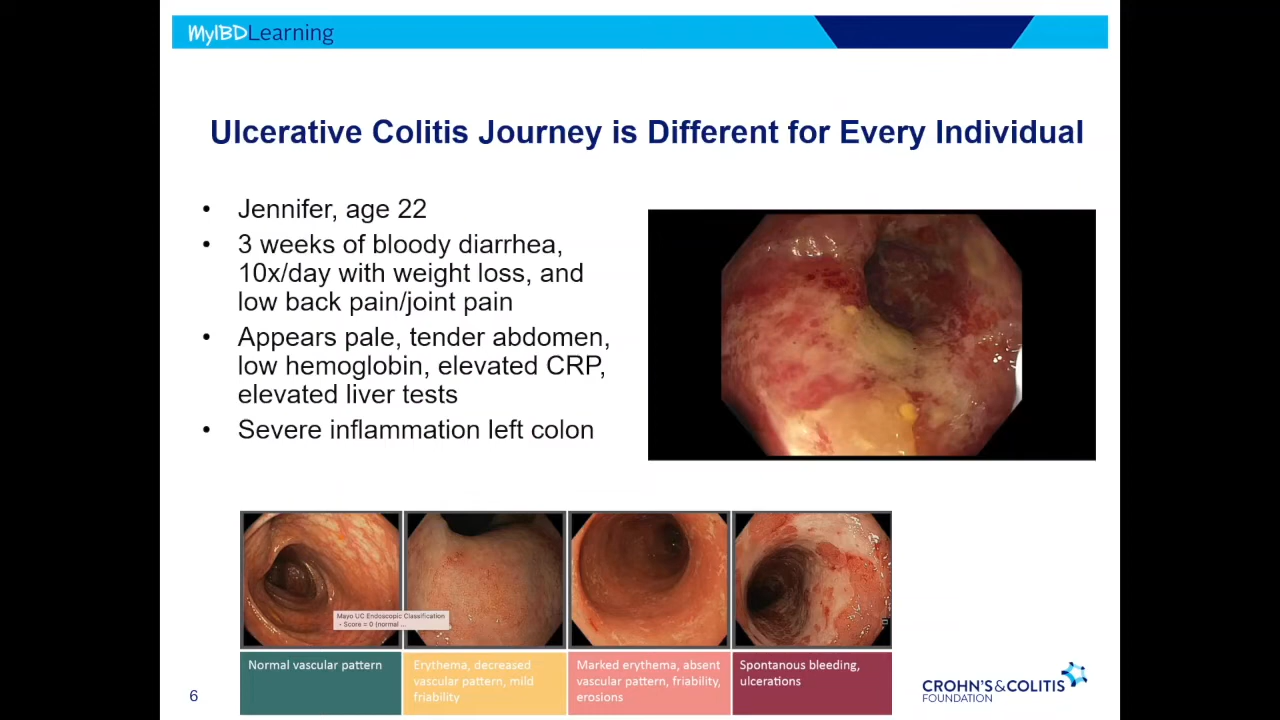 MyIBDLearning
Ulcerative Colitis Journey is Different for Every Individual
• Jennifer, age 22
• 3 weeks of bloody diarrhea,
10x/day with weight loss, and
low back pain/joint pain
• Appears pale, tender abdomen,
low hemoglobin, elevated CRP,
elevated liver tests
• Severe inflammation left colon
Mayo UC Endoscopic Classification
- Score = 0 (normal ...
Normal vascular pattern
Erythema, decreased
vascular pattern, mild
friability
Marked erythema, absent
vascular pattern, friability,
erosions
Spontanous bleeding,
ulcerations
6
CROHN'S&COLITIS
FOUNDATION